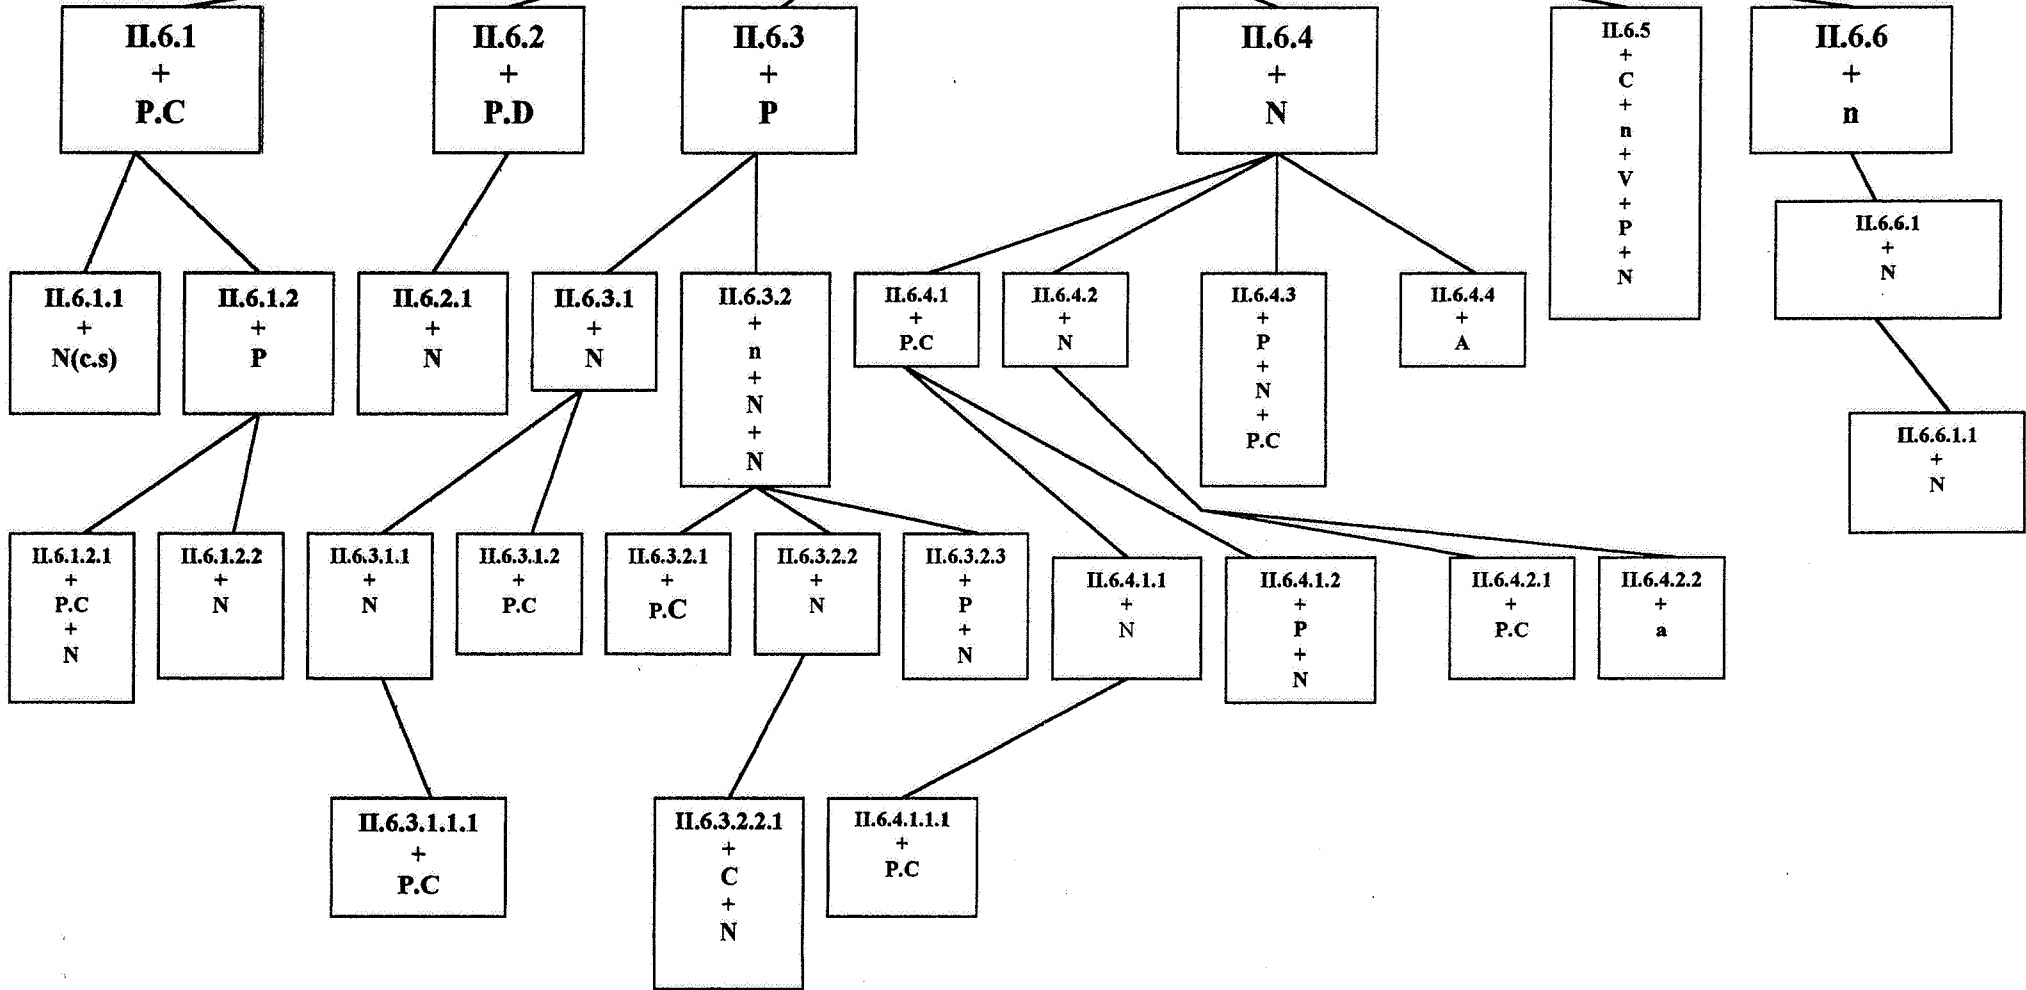 II.6.1
+
P.C
II.6.2
+
P.D
II.6.3
+
P
II.6.4
+
N
II.6.5
+
C
+
n
+
V
+
P
+
N
II.6.6
+
n
II.6.6.1
+
N
II.6.1.1
+
N(c.s)
II.6.1.2
+
P
II.6.2.1
+
N
II.6.3.1
+
N
II.6.3.2
+
n
+
N
+
N
II.6.4.1
+
P.C
II.6.4.2
+
N
II.6.4.3
+
P
+
N
+
P.C
II.6.4.4
+
A
II.6.6.1.1
+
N
II.6.1.2.1
+
P.C
+
N
II.6.1.2.2
+
N
II.6.3.1.1
+
N
II.6.3.1.2
+
P.C
II.6.3.2.1
+
P.C
II.6.3.2.2
+
N
II.6.3.2.3
+
P
+
N
II.6.4.1.1
+
N
II.6.4.1.2
+
P
+
N
II.6.4.2.1
+
P.C
II.6.4.2.2
+
a
II.6.3.1.1.1
+
P.C
II.6.3.2.2.1
+
C
+
N
II.6.4.1.1.1
+
P.C